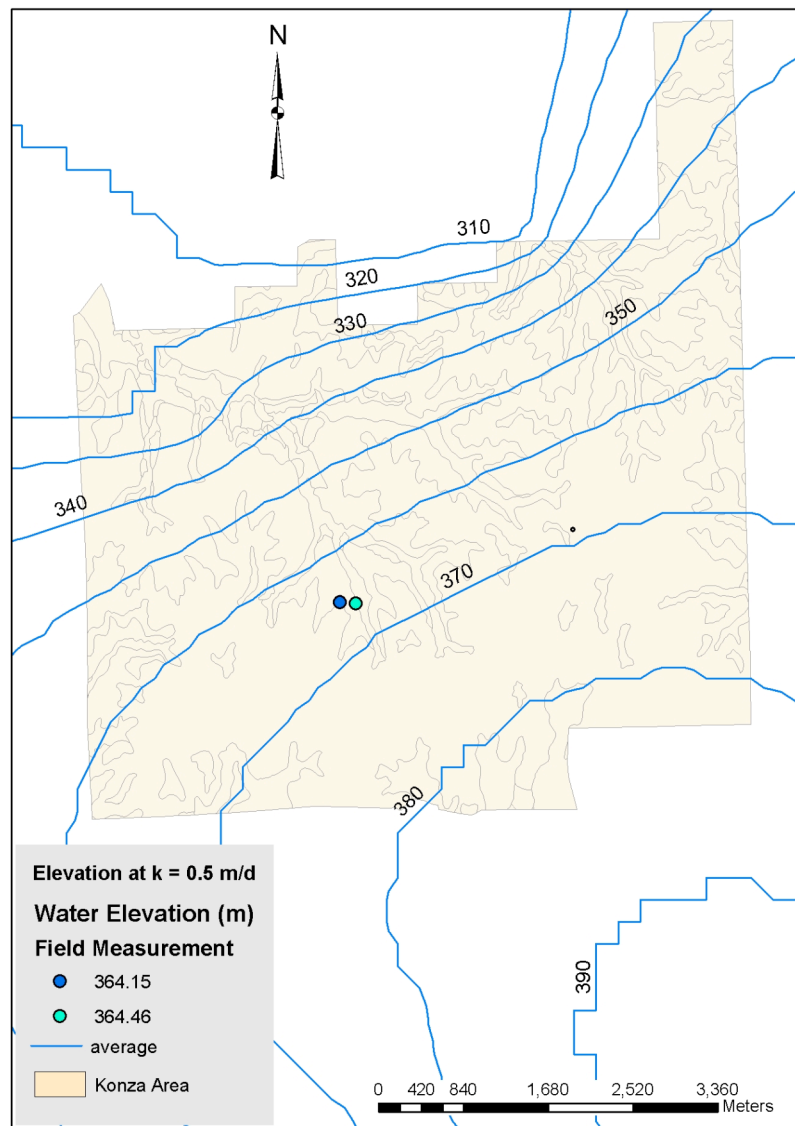 N
310
320
330
350
340
370
380
390
Elevation at k = 0.5 m/d
Water Elevation (m)
Field Measurement
364.15
364.46
average
Konza Area
0 420 840 1,680 2,520 3,360
Meters